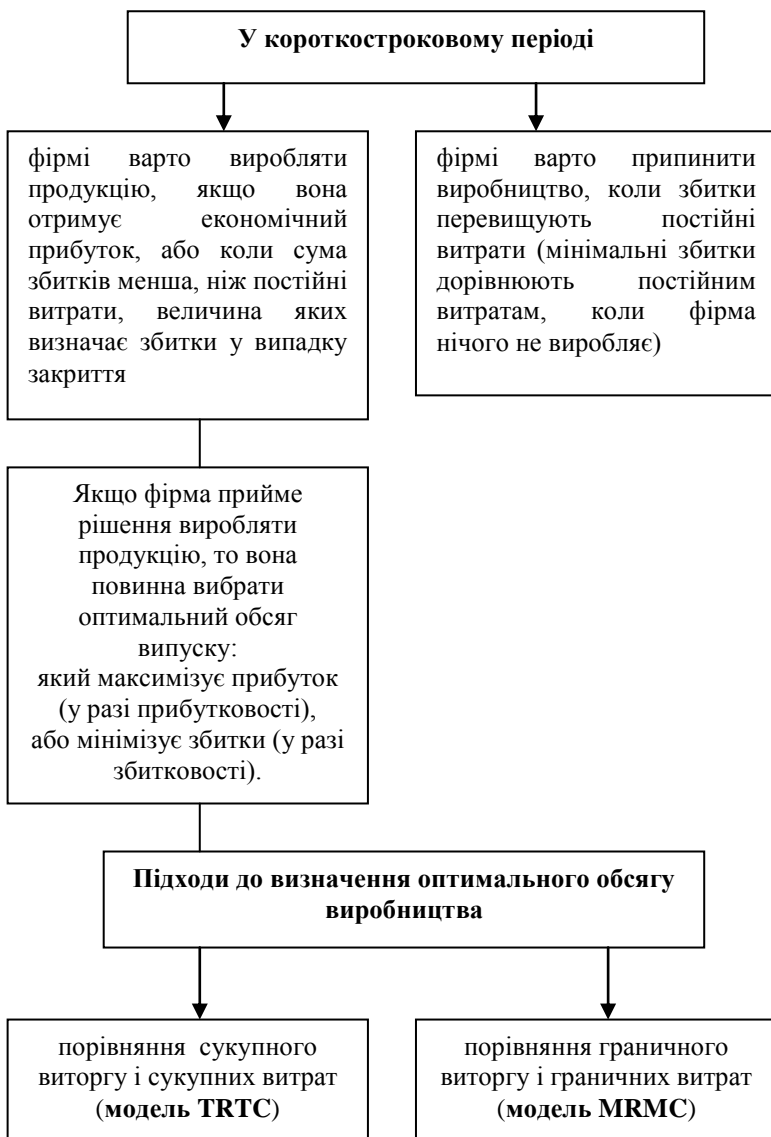 У короткостроковому періоді
фірмі варто виробляти
продукцію, якщо вона
отримує економічний
прибуток, або коли сума
збитків менша, ніж постійні
витрати, величина яких
визначає збитки у випадку
закриття
фірмі варто припинити
виробництво, коли збитки
перевищують постійні
витрати (мінімальні збитки
дорівнюють постійним
витратам, коли фірма
нічого не виробляє)
Якщо фірма прийме
рішення виробляти
продукцію, то вона
повинна вибрати
оптимальний обсяг
випуску:
який максимізує прибуток
(у разі прибутковості),
або мінімізує збитки (у разі
збитковості).
Підходи до визначення оптимального обсягу
виробництва
порівняння сукупного
виторгу і сукупних витрат
(модель TRTC)
порівняння граничного
виторгу і граничних витрат
(модель MRMC)